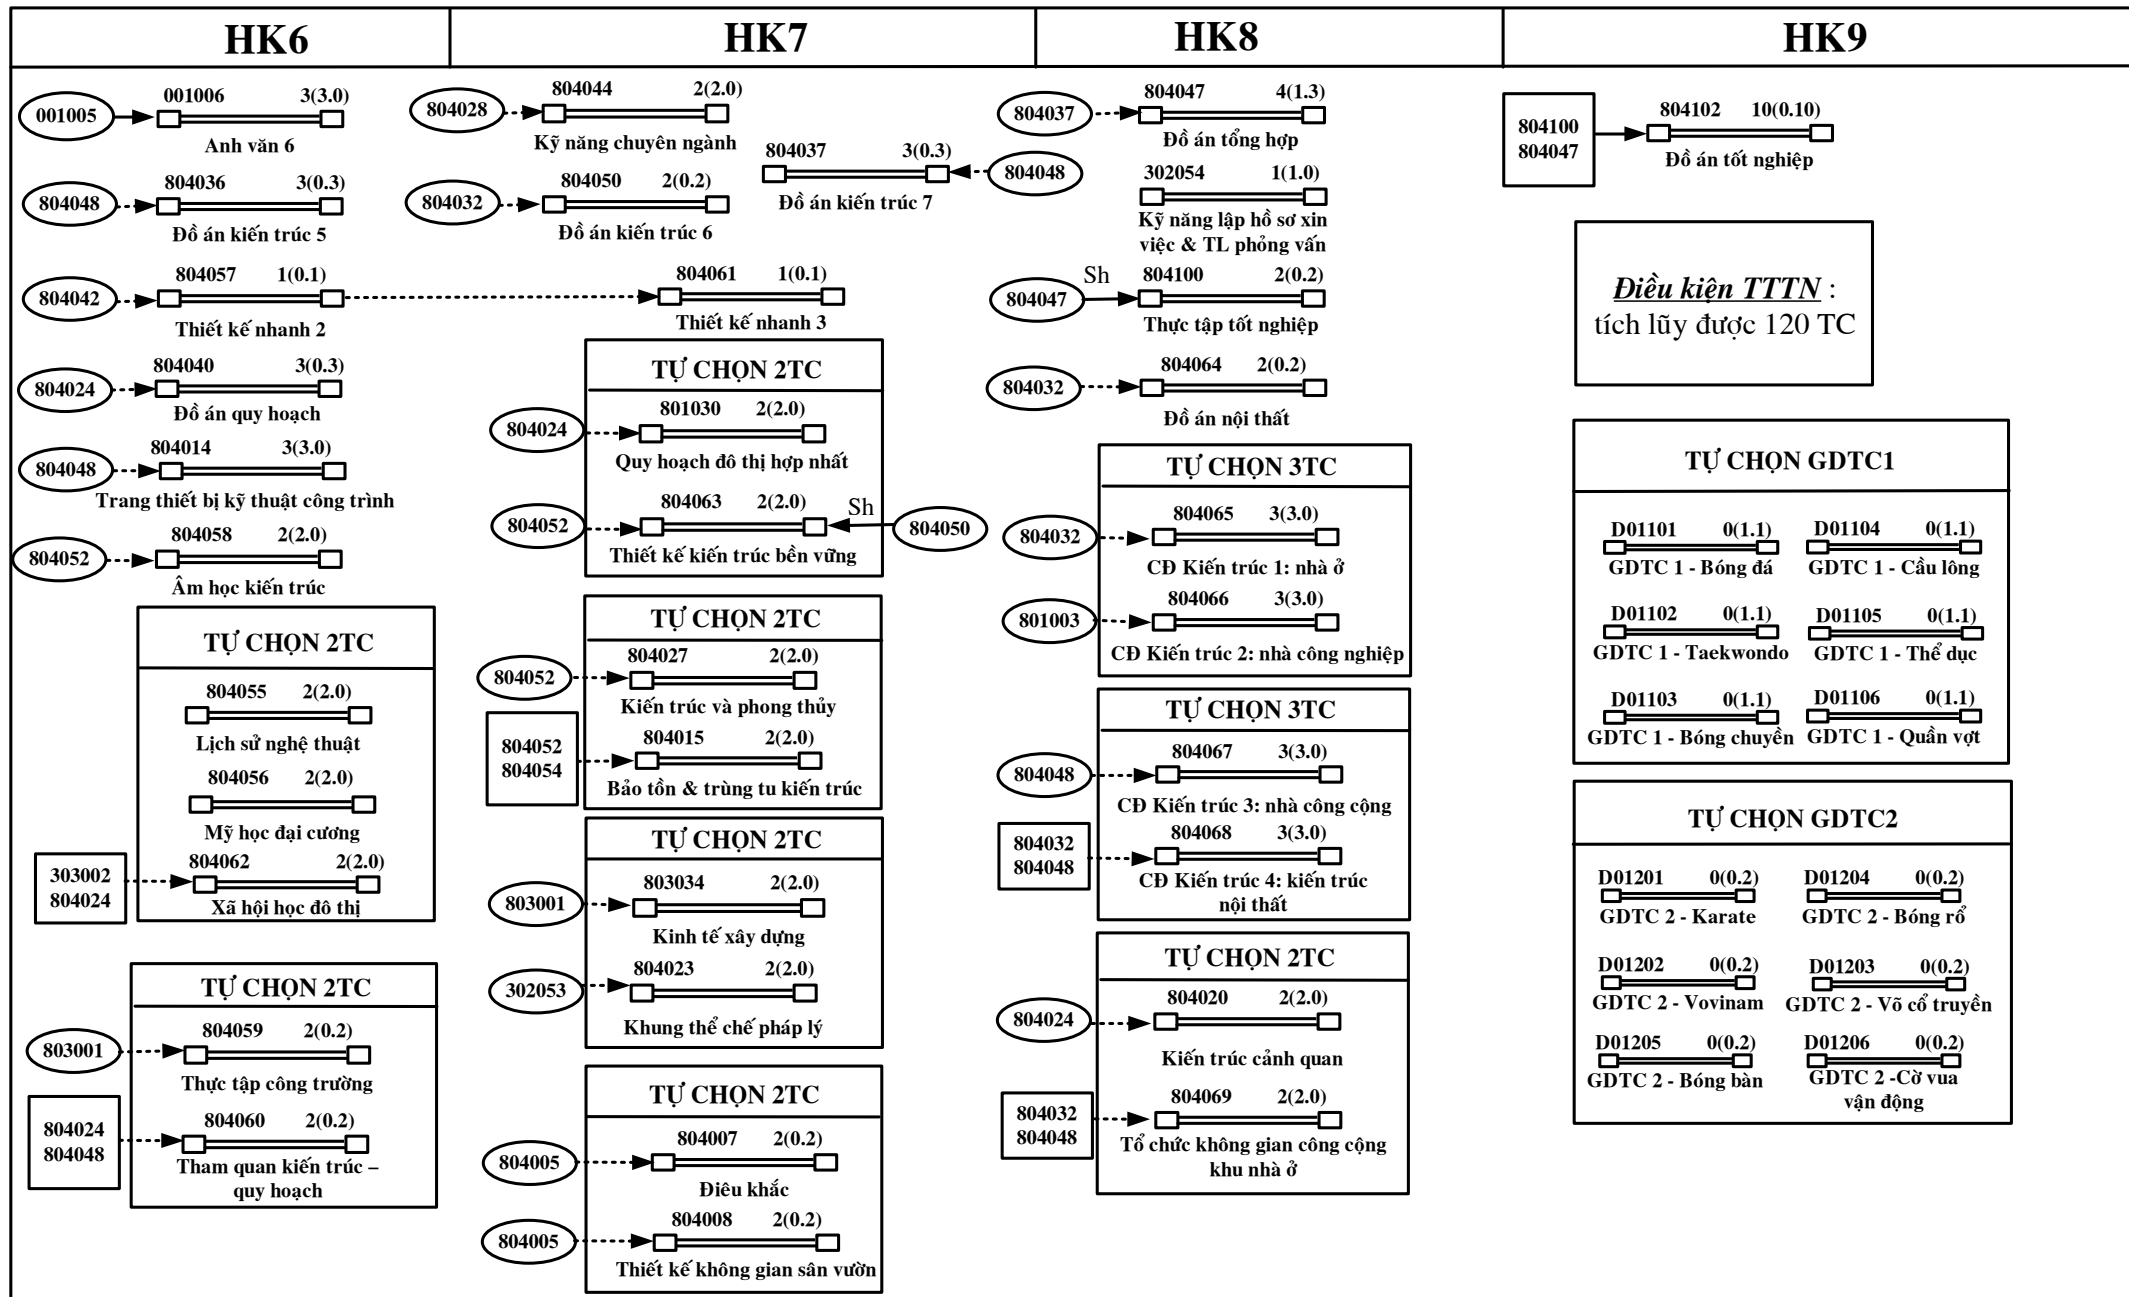 HK6
HK7
HK8
HK9
001005
001006 3(3.0)
Anh văn 6
804048
804036 3(0.3)
Đồ án kiến trúc 5
804042
804057 1(0.1)
Thiết kế nhanh 2
804024
804040 3(0.3)
Đồ án quy hoạch
804048
804014 3(3.0)
Trang thiết bị kỹ thuật công trình
804052
804058 2(2.0)
Âm học kiến trúc
TỰ CHỌN 2TC
804055 2(2.0)
Lịch sử nghệ thuật
804056 2(2.0)
Mỹ học đại cương
303002
804024
804062 2(2.0)
Xã hội học đô thị
TỰ CHỌN 2TC
803001
804059 2(0.2)
Thực tập công trường
804024
804048
804060 2(0.2)
Tham quan kiến trúc –
quy hoạch
804028
804044 2(2.0)
Kỹ năng chuyên ngành
804037 3(0.3)
804048
Đồ án kiến trúc 7
804032
804050 2(0.2)
Đồ án kiến trúc 6
804061 1(0.1)
Thiết kế nhanh 3
TỰ CHỌN 2TC
804024
801030 2(2.0)
Quy hoạch đô thị hợp nhất
804052
804063 2(2.0)
Sh
804050
Thiết kế kiến trúc bền vững
TỰ CHỌN 2TC
804052
804027 2(2.0)
Kiến trúc và phong thủy
804052
804054
804015 2(2.0)
Bảo tồn & trùng tu kiến trúc
TỰ CHỌN 2TC
803001
803034 2(2.0)
Kinh tế xây dựng
302053
804023 2(2.0)
Khung thể chế pháp lý
TỰ CHỌN 2TC
804005
804007 2(0.2)
Điêu khắc
804005
804008 2(0.2)
Thiết kế không gian sân vườn
804037
804047 4(1.3)
Đồ án tổng hợp
302054 1(1.0)
Kỹ năng lập hồ sơ xin
việc & TL phỏng vấn
804047
Sh
804100 2(0.2)
Thực tập tốt nghiệp
804032
804064 2(0.2)
Đồ án nội thất
TỰ CHỌN 3TC
804032
804065 3(3.0)
CĐ Kiến trúc 1: nhà ở
801003
804066 3(3.0)
CĐ Kiến trúc 2: nhà công nghiệp
TỰ CHỌN 3TC
804048
804067 3(3.0)
CĐ Kiến trúc 3: nhà công cộng
804032
804048
804068 3(3.0)
CĐ Kiến trúc 4: kiến trúc
nội thất
TỰ CHỌN 2TC
804024
804020 2(2.0)
Kiến trúc cảnh quan
804032
804048
804069 2(2.0)
Tổ chức không gian công cộng
khu nhà ở
804100
804047
804102 10(0.10)
Đồ án tốt nghiệp
Điều kiện TTTN :
tích lũy được 120 TC
TỰ CHỌN GDTC1
D01101 0(1.1) D01104 0(1.1)
GDTC 1 - Bóng đá GDTC 1 - Cầu lông
D01102 0(1.1) D01105 0(1.1)
GDTC 1 - Taekwondo GDTC 1 - Thể dục
D01103 0(1.1) D01106 0(1.1)
GDTC 1 - Bóng chuyền GDTC 1 - Quần vợt
TỰ CHỌN GDTC2
D01201 0(0.2) D01204 0(0.2)
GDTC 2 - Karate GDTC 2 - Bóng rổ
D01202 0(0.2) D01203 0(0.2)
GDTC 2 - Vovinam GDTC 2 - Võ cổ truyền
D01205 0(0.2) D01206 0(0.2)
GDTC 2 - Bóng bàn GDTC 2 -Cờ vua
vận động